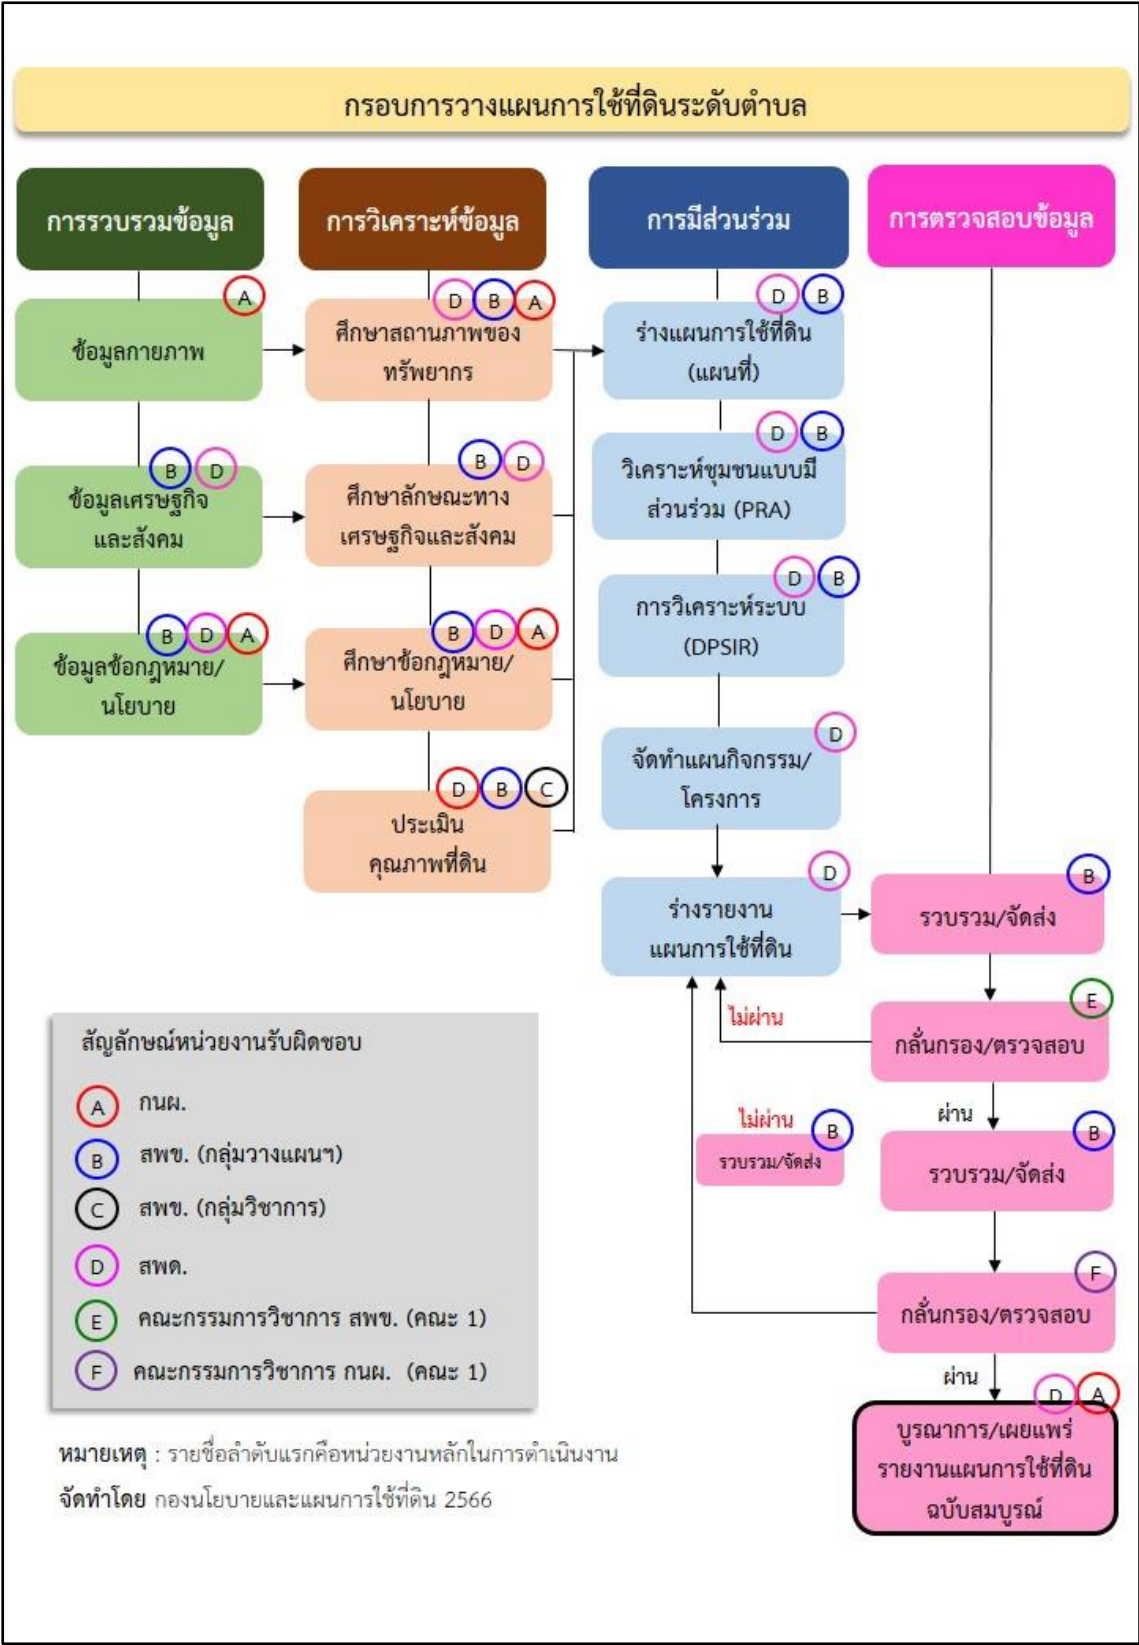 กรอบการวางแผนการใช้ที่ดินระดับตำบล
การรวบรวมข้อมูล
A
ข้อมูลกายภาพ
B D
ข้อมูลเศรษฐกิจ
และสังคม
B D A
ข้อมูลข้อกฎหมาย/
นโยบาย
การวิเคราะห์ข้อมูล
D B A
ศึกษาสถานภาพของ
ทรัพยากร
B D
ศึกษาลักษณะทาง
เศรษฐกิจและสังคม
B D A
ศึกษาข้อกฎหมาย/
นโยบาย
D B C
ประเมิน
คุณภาพที่ดิน
การมีส่วนร่วม
D B
ร่างแผนการใช้ที่ดิน
(แผนที่)
D B
วิเคราะห์ชุมชนแบบมี
ส่วนร่วม (PRA)
D B
การวิเคราะห์ระบบ
(DPSIR)
D
จัดทำแผนกิจกรรม/
โครงการ
D
ร่างรายงาน
แผนการใช้ที่ดิน
การตรวจสอบข้อมูล
B
รวบรวม/จัดส่ง
E
กลั่นกรอง/ตรวจสอบ
ไม่ผ่าน
ผ่าน
B
รวบรวม/จัดส่ง
ไม่ผ่าน
B
รวบรวม/จัดส่ง
F
กลั่นกรอง/ตรวจสอบ
ผ่าน
D A
บูรณาการ/เผยแพร่
รายงานแผนการใช้ที่ดิน
ฉบับสมบูรณ์
สัญลักษณ์หน่วยงานรับผิดชอบ
A กนผ.
B สพข. (กลุ่มวางแผนฯ)
C สพข. (กลุ่มวิชาการ)
D สพด.
E คณะกรรมการวิชาการ สพข. (คณะ 1)
F คณะกรรมการวิชาการ กนผ. (คณะ 1)
หมายเหตุ : รายชื่อลำดับแรกคือหน่วยงานหลักในการดำเนินงาน
จัดทำโดย กองนโยบายและแผนการใช้ที่ดิน 2566